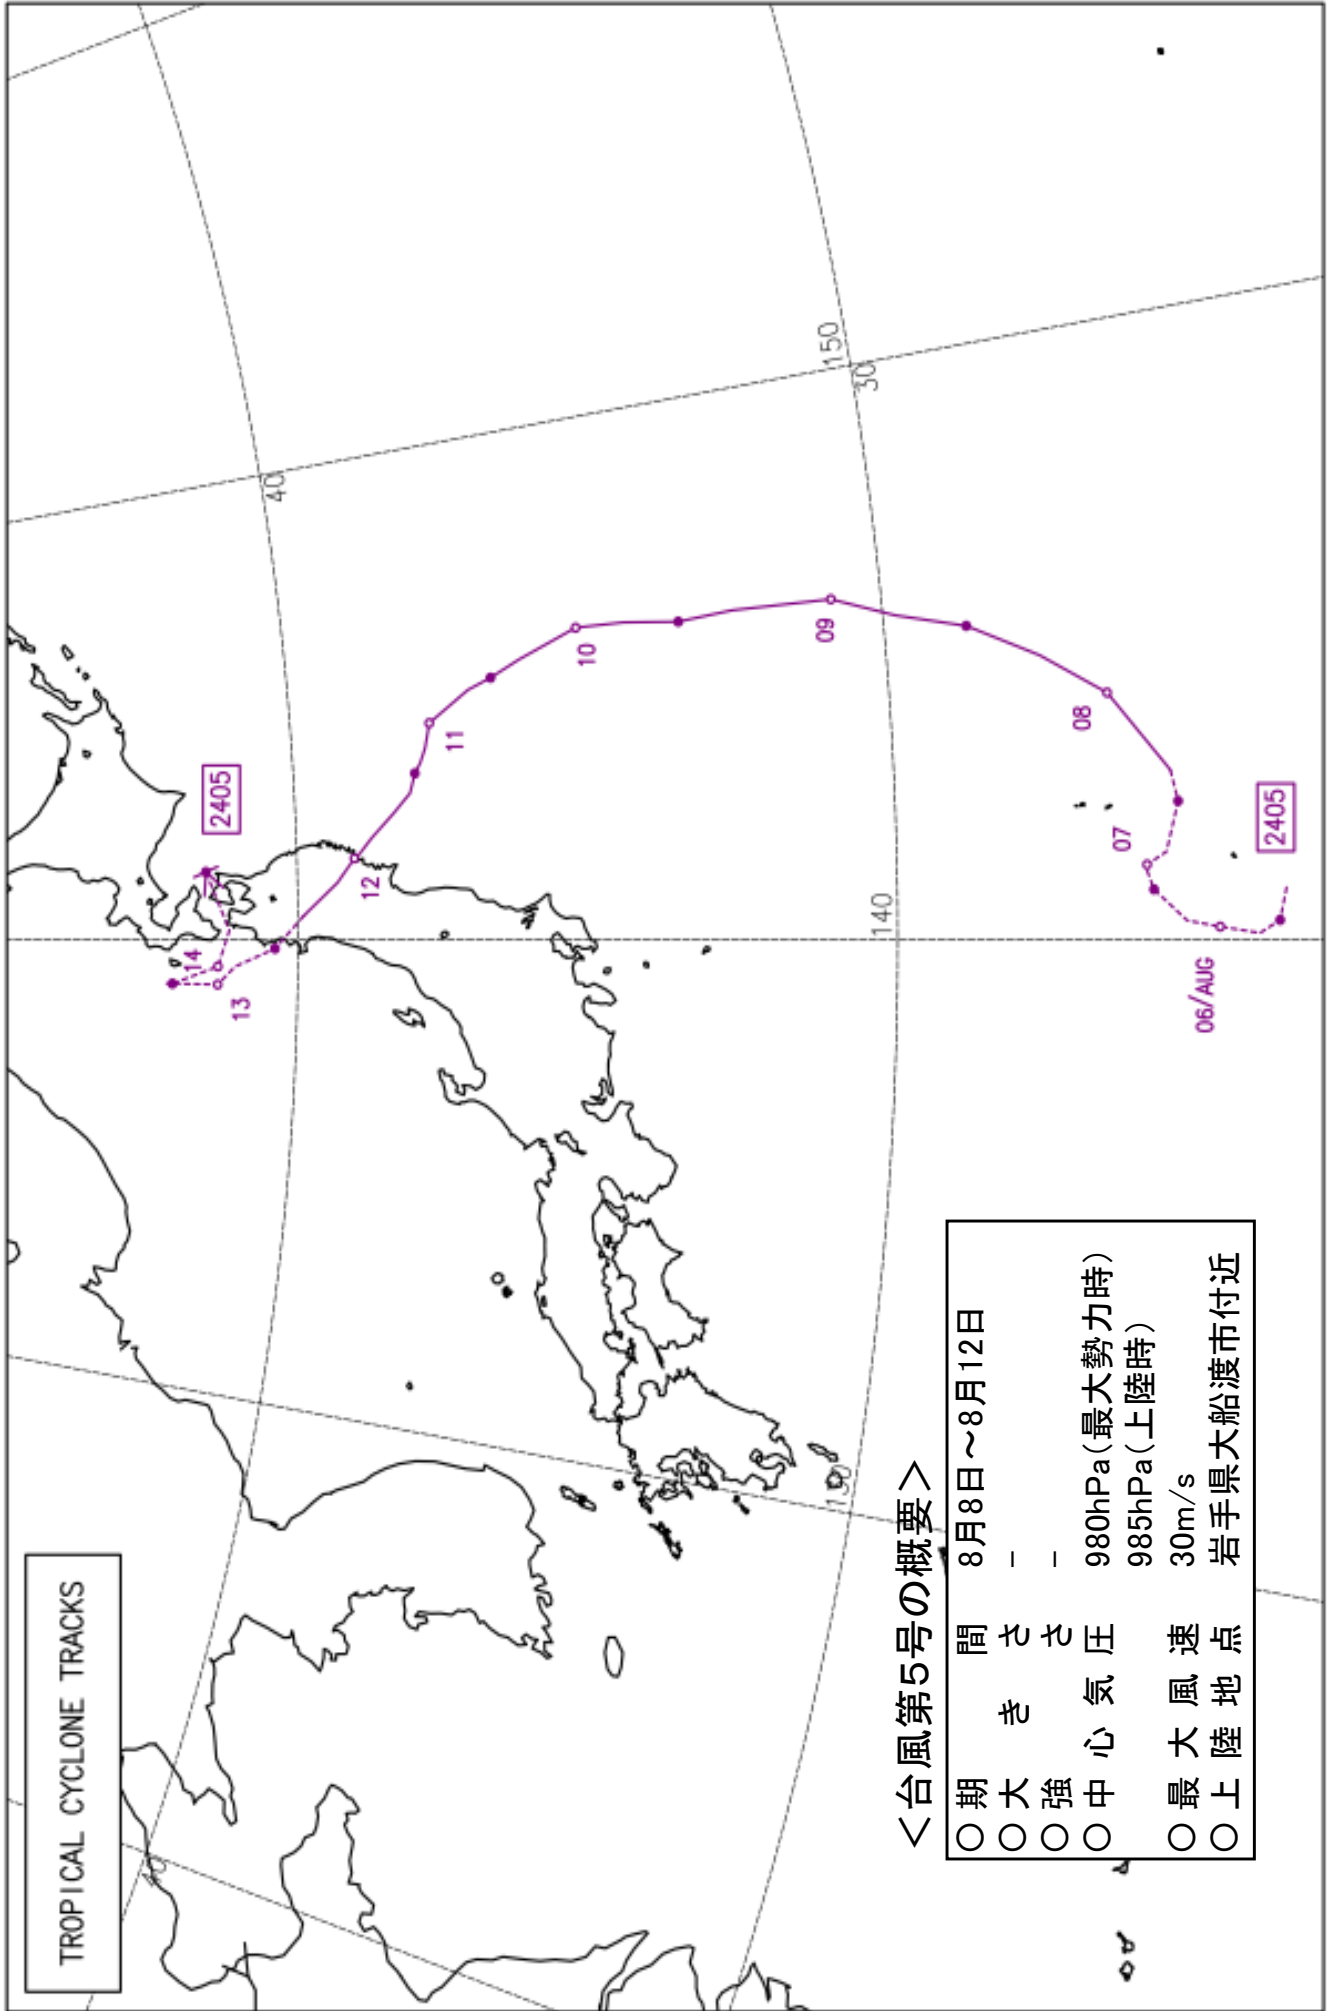 TROPICAL CYCLONE TRACKS
2405
14
13
12
11
10
09
08
07
06/AUG
2405
40
150
30
140
130
40
＜台風第5号の概要＞
○期間 8月8日～8月12日
○大きさ －
○強さ －
○中心気圧 980hPa（最大勢力時）
985hPa（上陸時）
○最大風速 30m/s
○上陸地点 岩手県大船渡市付近